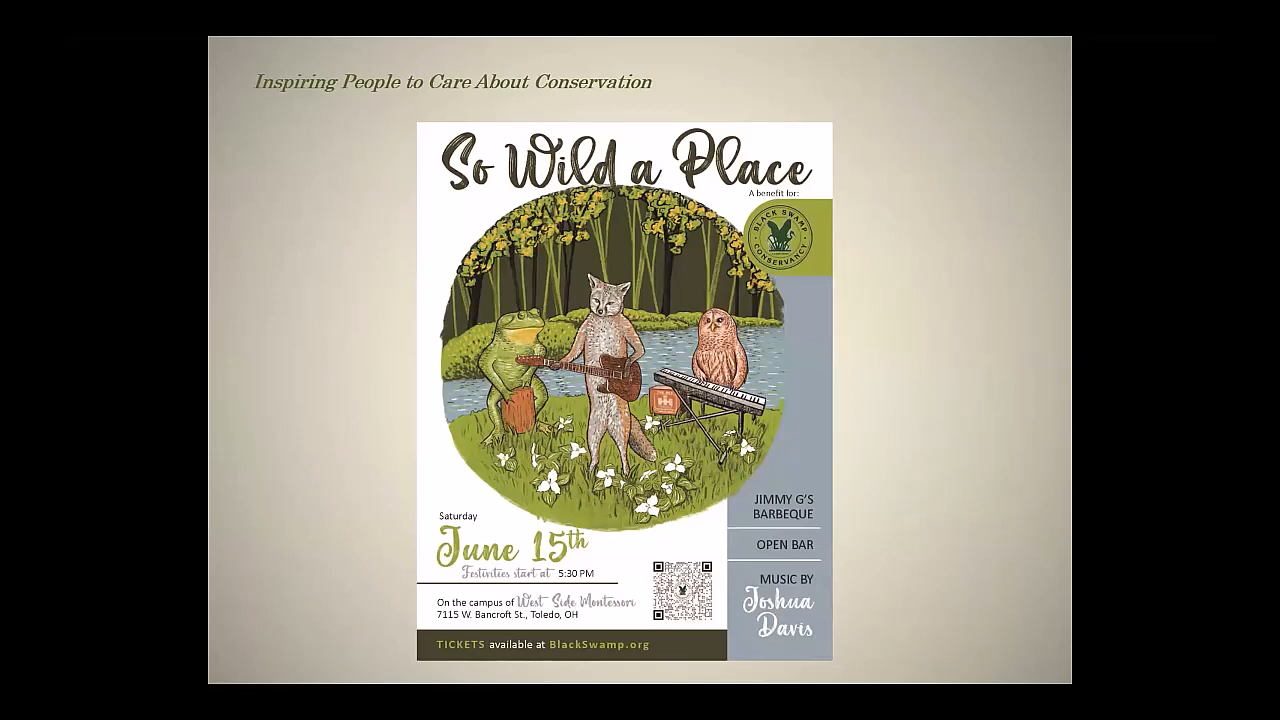 Inspiring People to Care About Conservation
So Wild a Place
A benefit for:
BLACK SWAMP
CONSERVANCY
JIMMY G'S
BARBEQUE
OPEN BAR
MUSIC BY
Joshua
Davis
Saturday
June 15th
Festivities start at 5:30 PM
On the campus of West Side Montessori
7115 W. Bancroft St., Toledo, OH
TICKETS available at BlackSwamp.org